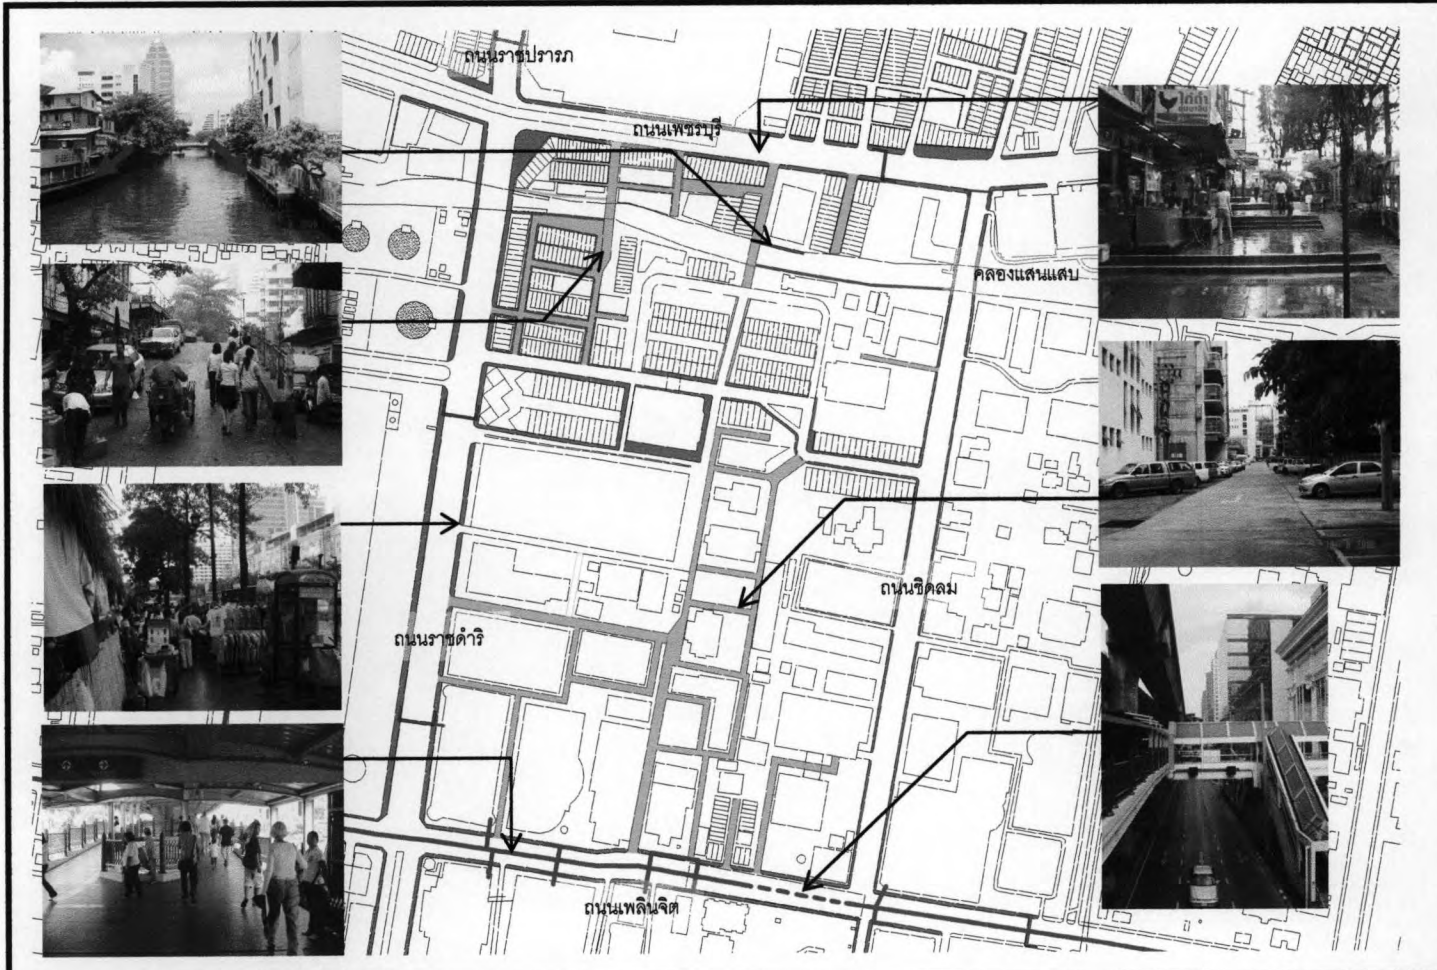 ถนนราชปรารภ
ถนนเพชรบุรี
คลองแสนแสบ
ถนนชิดลม
ถนนราชดำริ
ถนนเพลินจิต